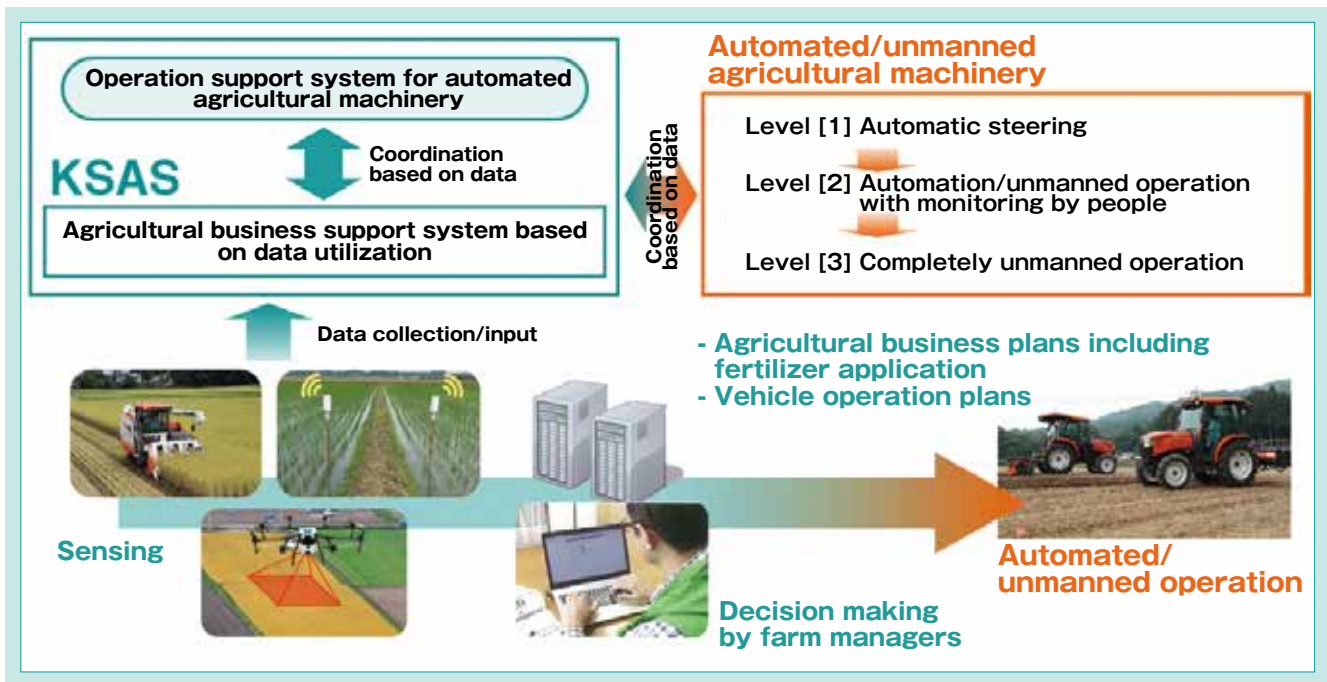 Operation support system for automated
agricultural machinery
Coordination
based on data
KSAS
Agricultural business support system based
on data utilization
Data collection/input
Coordination
based on data
Automated/unmanned
agricultural machinery
Level [1] Automatic steering
Level [2] Automation/unmanned operation
with monitoring by people
Level [3] Completely unmanned operation
- Agricultural business plans including
fertilizer application
- Vehicle operation plans
Sensing
Decision making
by farm managers
Automated/
unmanned operation